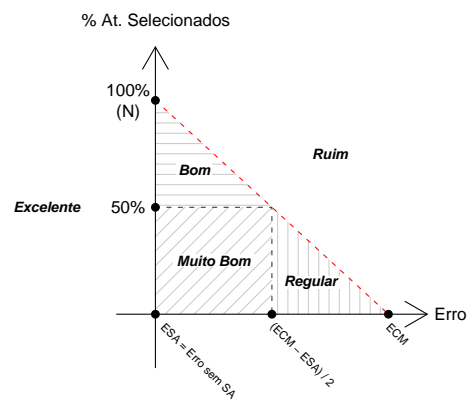 % At. Selecionados
100%
(N)
Ruim
Bom
Excelente
50%
Muito Bom
Regular
Erro
ESA = Erro sem SA
(ECM – ESA) / 2
ECM